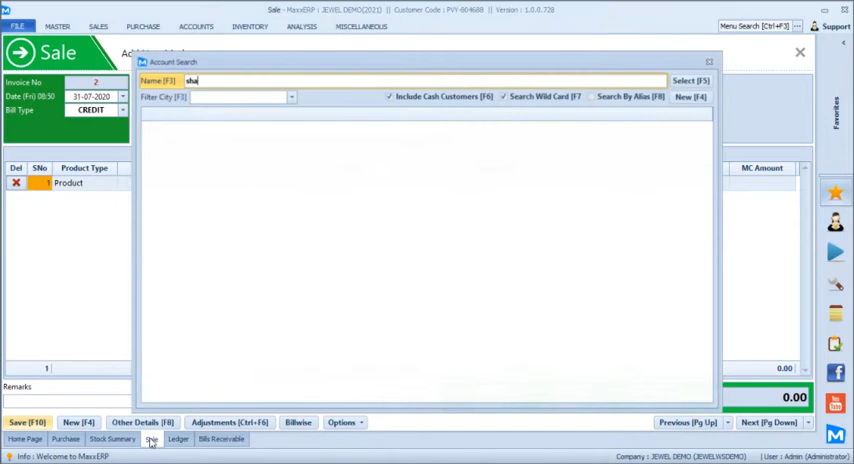 Sale - MaxxERP : JEWEL DEMO(2021) || Customer Code : PVY-804688 || Version : 1.0.0.728
FILE MASTER SALES PURCHASE ACCOUNTS INVENTORY ANALYSIS MISCELLANEOUS Menu Search [Ctrl+F3] Support
Sale
Account Search
Name [F3] sha Select [F5]
Invoice No 2
Filter City [F3] Include Cash Customers [F6] Search Wild Card [F7 Search By Alias [F8] New [F4]
Date (Fri) 08:50 31-07-2020
Bill Type CREDIT
Favorites
Del SNo Product Type MC Amount
1 Product
1 0.00
Remarks
0.00
Save [F10] New [F4] Other Details [F8] Adjustments [Ctrl+F6] Billwise Options Previous [Pg Up] Next [Pg Down]
Home Page Purchase Stock Summary Sale Ledger Bills Receivable
Info : Welcome to MaxxERP Company : JEWEL DEMO (JEWELWSDEMO) User : Admin (Administrator)